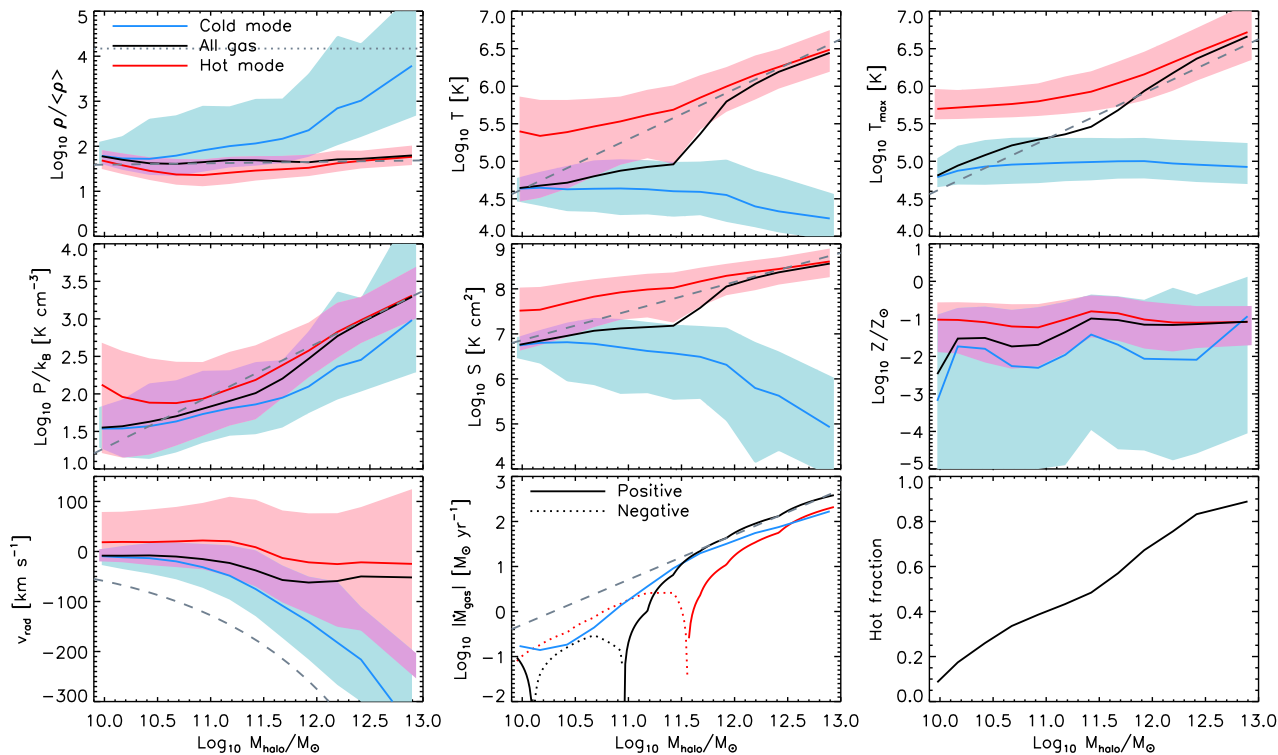 Cold mode
All gas
Hot mode
Log₁₀ ρ/<ρ>
5
4
3
2
1
0
Log₁₀ T [K]
7.0
6.5
6.0
5.5
5.0
4.5
4.0
Log₁₀ Tmax [K]
7.0
6.5
6.0
5.5
5.0
4.5
4.0
Log₁₀ P/kB [K cm⁻³]
4.0
3.5
3.0
2.5
2.0
1.5
1.0
Log₁₀ S [K cm²]
9
8
7
6
5
4
Log₁₀ Z/Z⊙
0
-1
-2
-3
-4
-5
vrad [km s⁻¹]
100
0
-100
-200
-300
10.0 10.5 11.0 11.5 12.0 12.5 13.0
Log₁₀ Mhalo/M⊙
Positive
Negative
Log₁₀ |Ṁgas| [M⊙ yr⁻¹]
3
2
1
0
-1
-2
10.0 10.5 11.0 11.5 12.0 12.5 13.0
Log₁₀ Mhalo/M⊙
Hot fraction
1.0
0.8
0.6
0.4
0.2
0.0
10.0 10.5 11.0 11.5 12.0 12.5 13.0
Log₁₀ Mhalo/M⊙